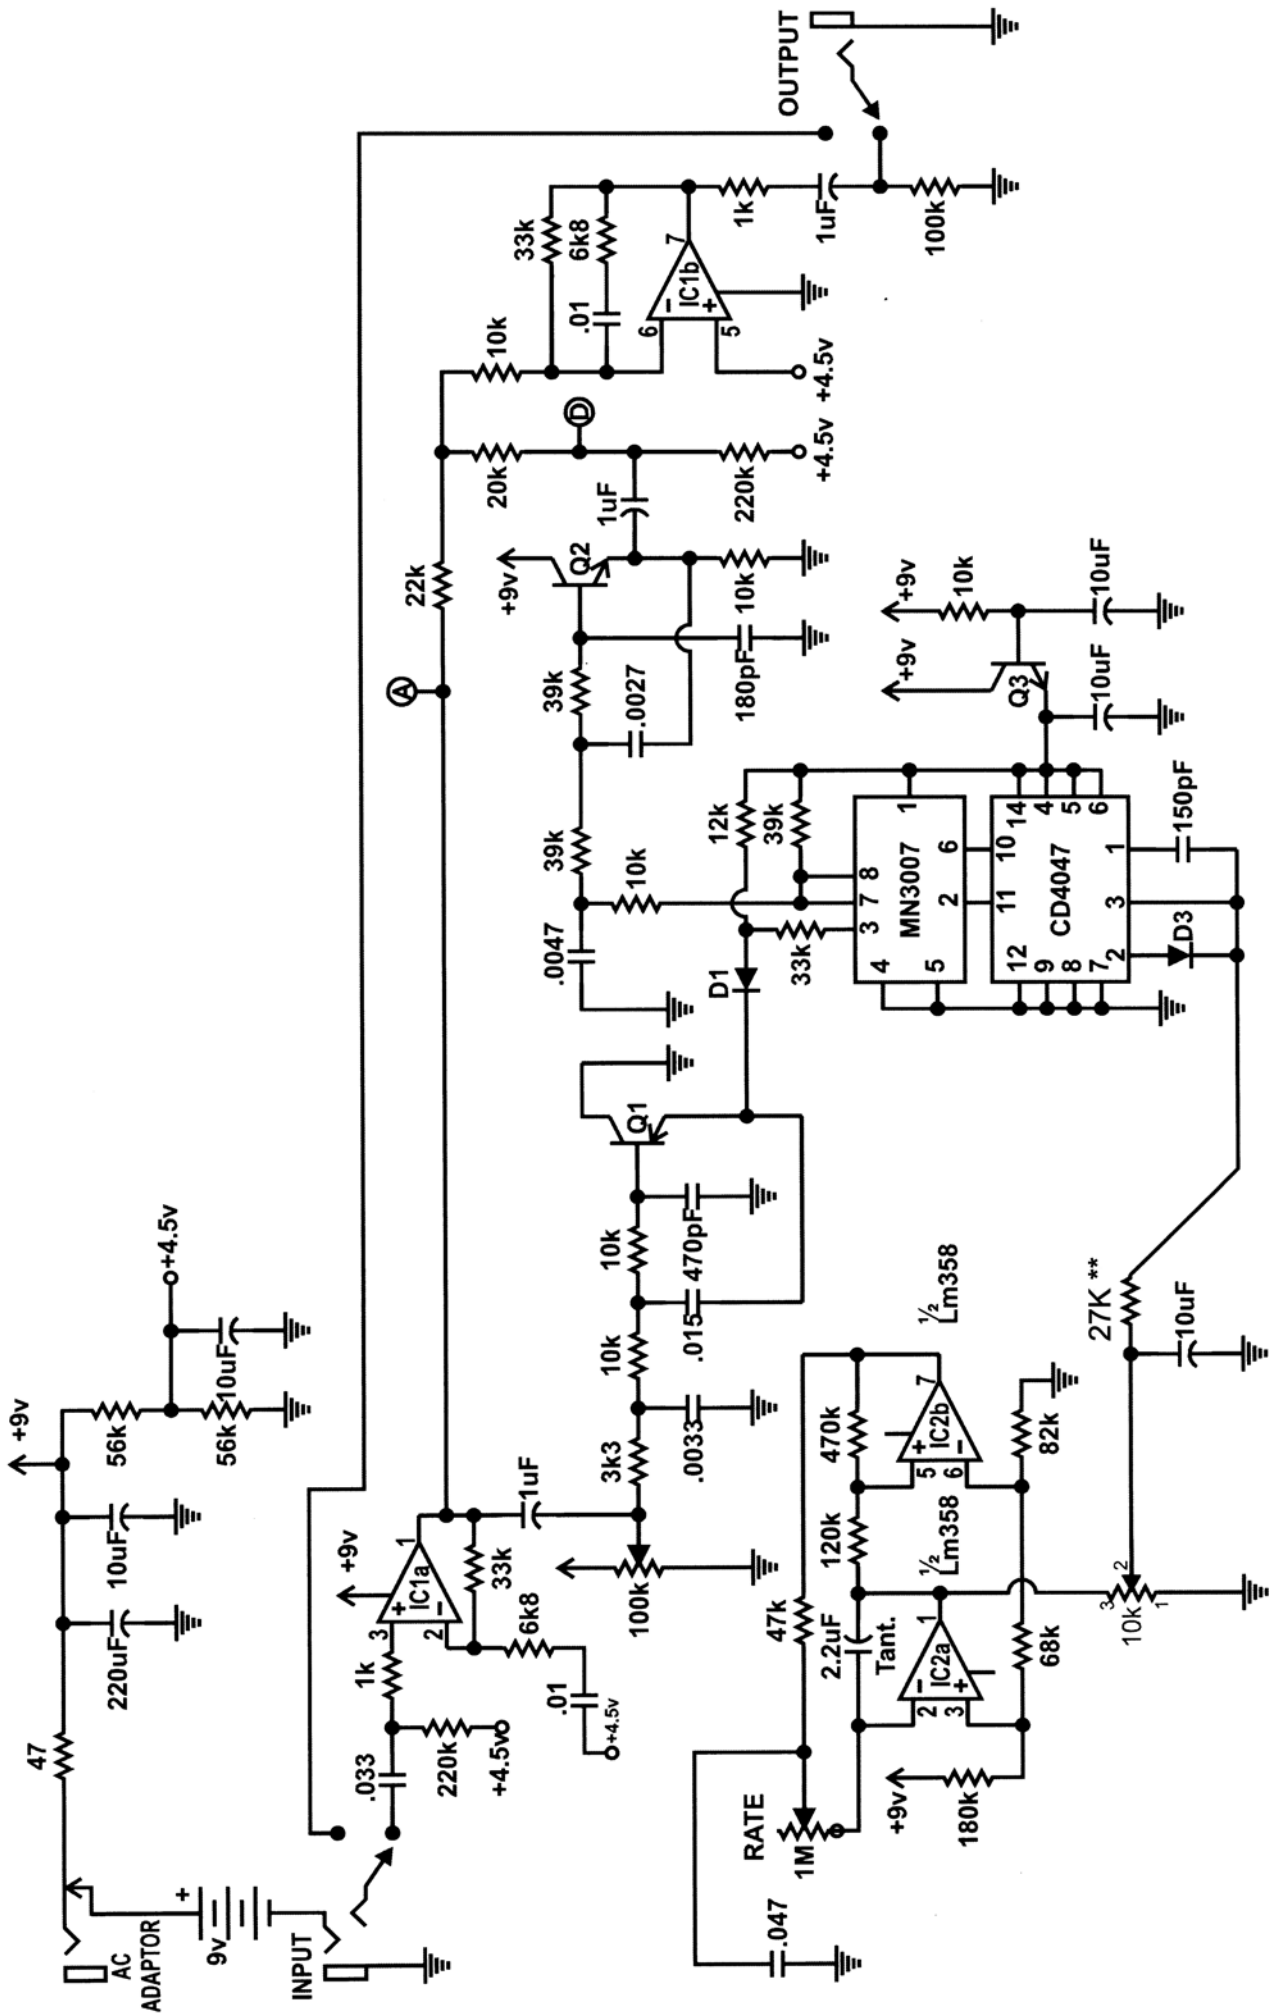 AC
ADAPTOR
9v
+
INPUT
47
220uF
10uF
+9v
56k
56k
10uF
+4.5v
.033
220k
+4.5v
1k
3
2
+
−
IC1a
1
+9v
33k
6k8
.01
+4.5v
1uF
100k
3k3
.0033
10k
.015
10k
470pF
Q1
A
22k
D1
.0047
39k
10k
39k
.0027
180pF
Q2
+9v
10k
1uF
20k
D
220k
+4.5v
10k
33k
6k8
.01
6
5
−
+
IC1b
7
+4.5v
1k
1uF
100k
OUTPUT
12k
39k
33k
MN3007
4
5
3
7
8
2
6
1
CD4047
12
9
8
7
11
10
14
4
5
6
2
3
1
D3
150pF
Q3
+9v
+9v
10k
10uF
10uF
.047
RATE
1M
+9v
180k
47k
2.2uF
Tant.
2
3
−
+
IC2a
1
½
Lm358
68k
120k
470k
5
6
+
−
IC2b
7
½
Lm358
82k
3
2
1
10k
27K **
10uF